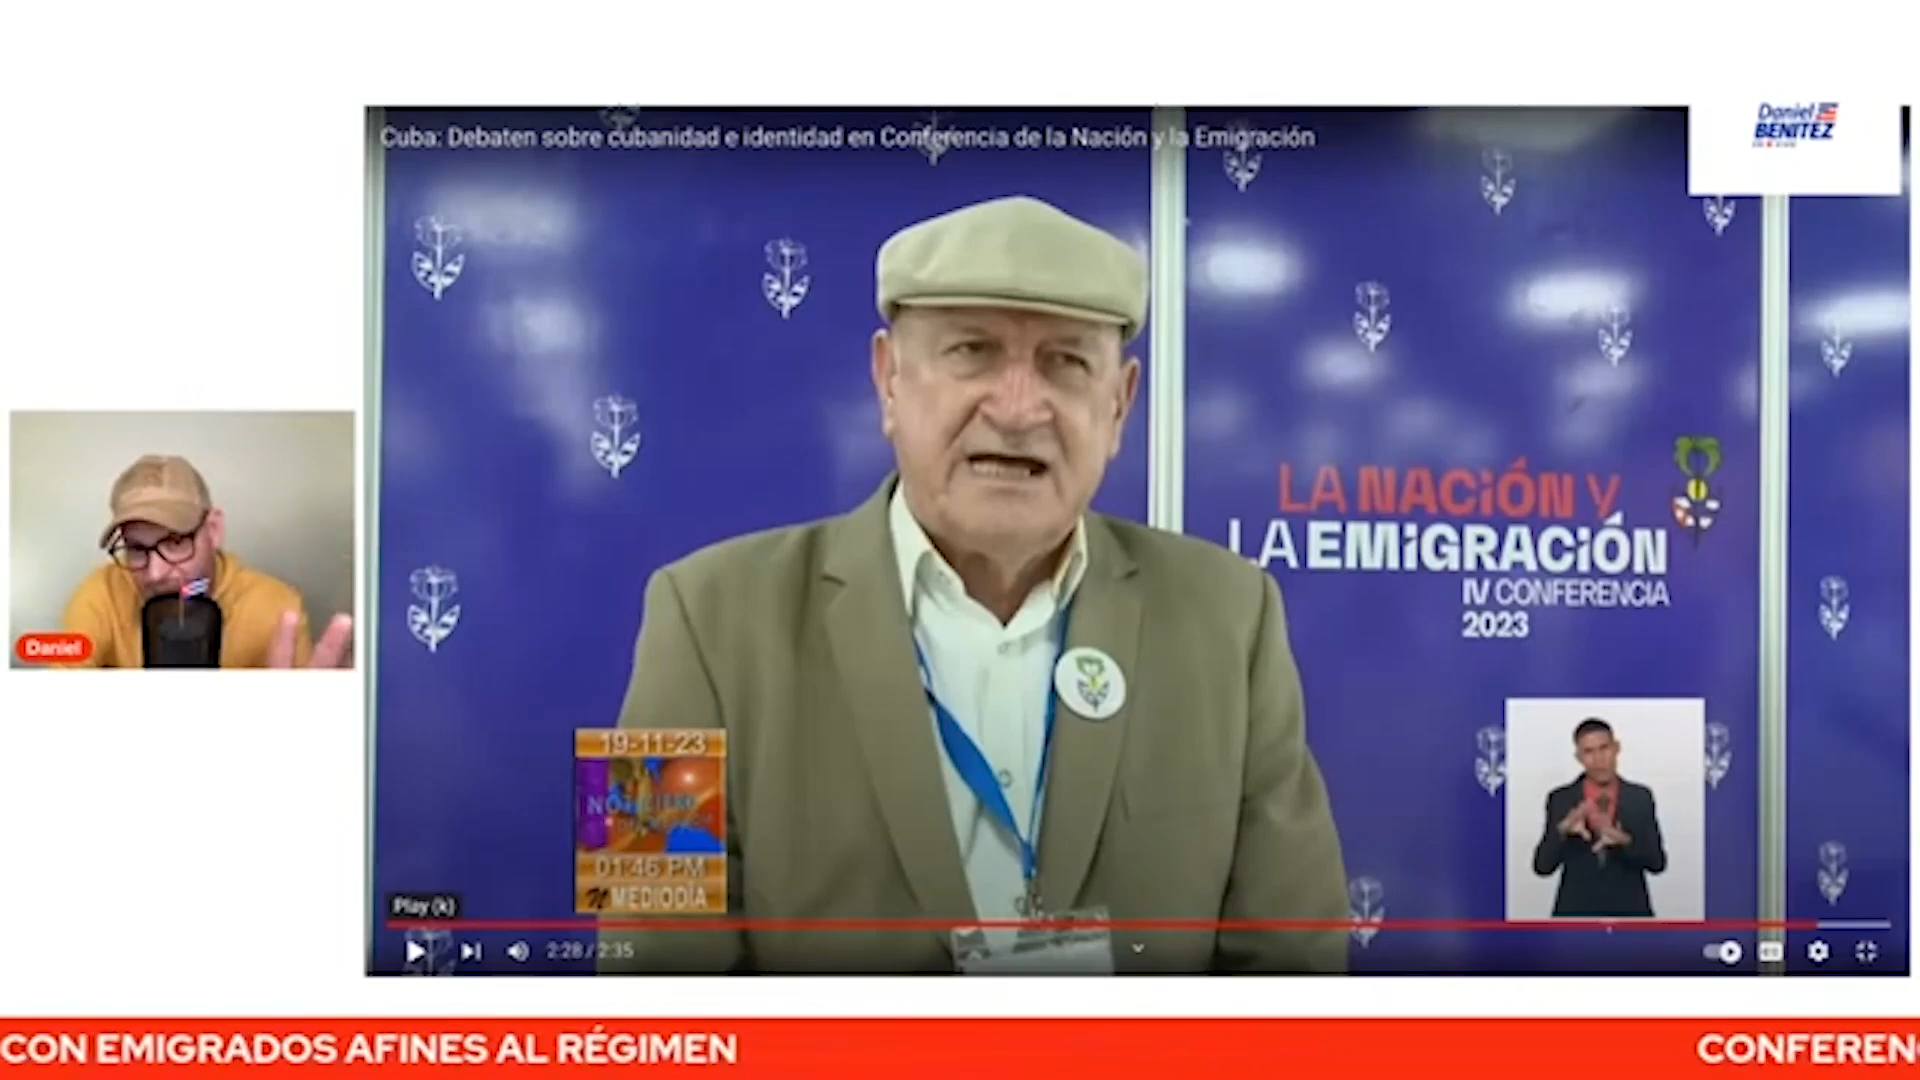 Cuba: Debaten sobre cubanidad e identidad en Conferencia de la Nación y la Emigración
Daniel
BENITEZ
LA NACiÓN Y
LA EMiGRACiÓN
IV CONFERENCIA
2023
Daniel
19-11-23
01:46 PM
MEDIODÍA
Play (k)
2:28 / 2:35
CON EMIGRADOS AFINES AL RÉGIMEN
CONFEREN